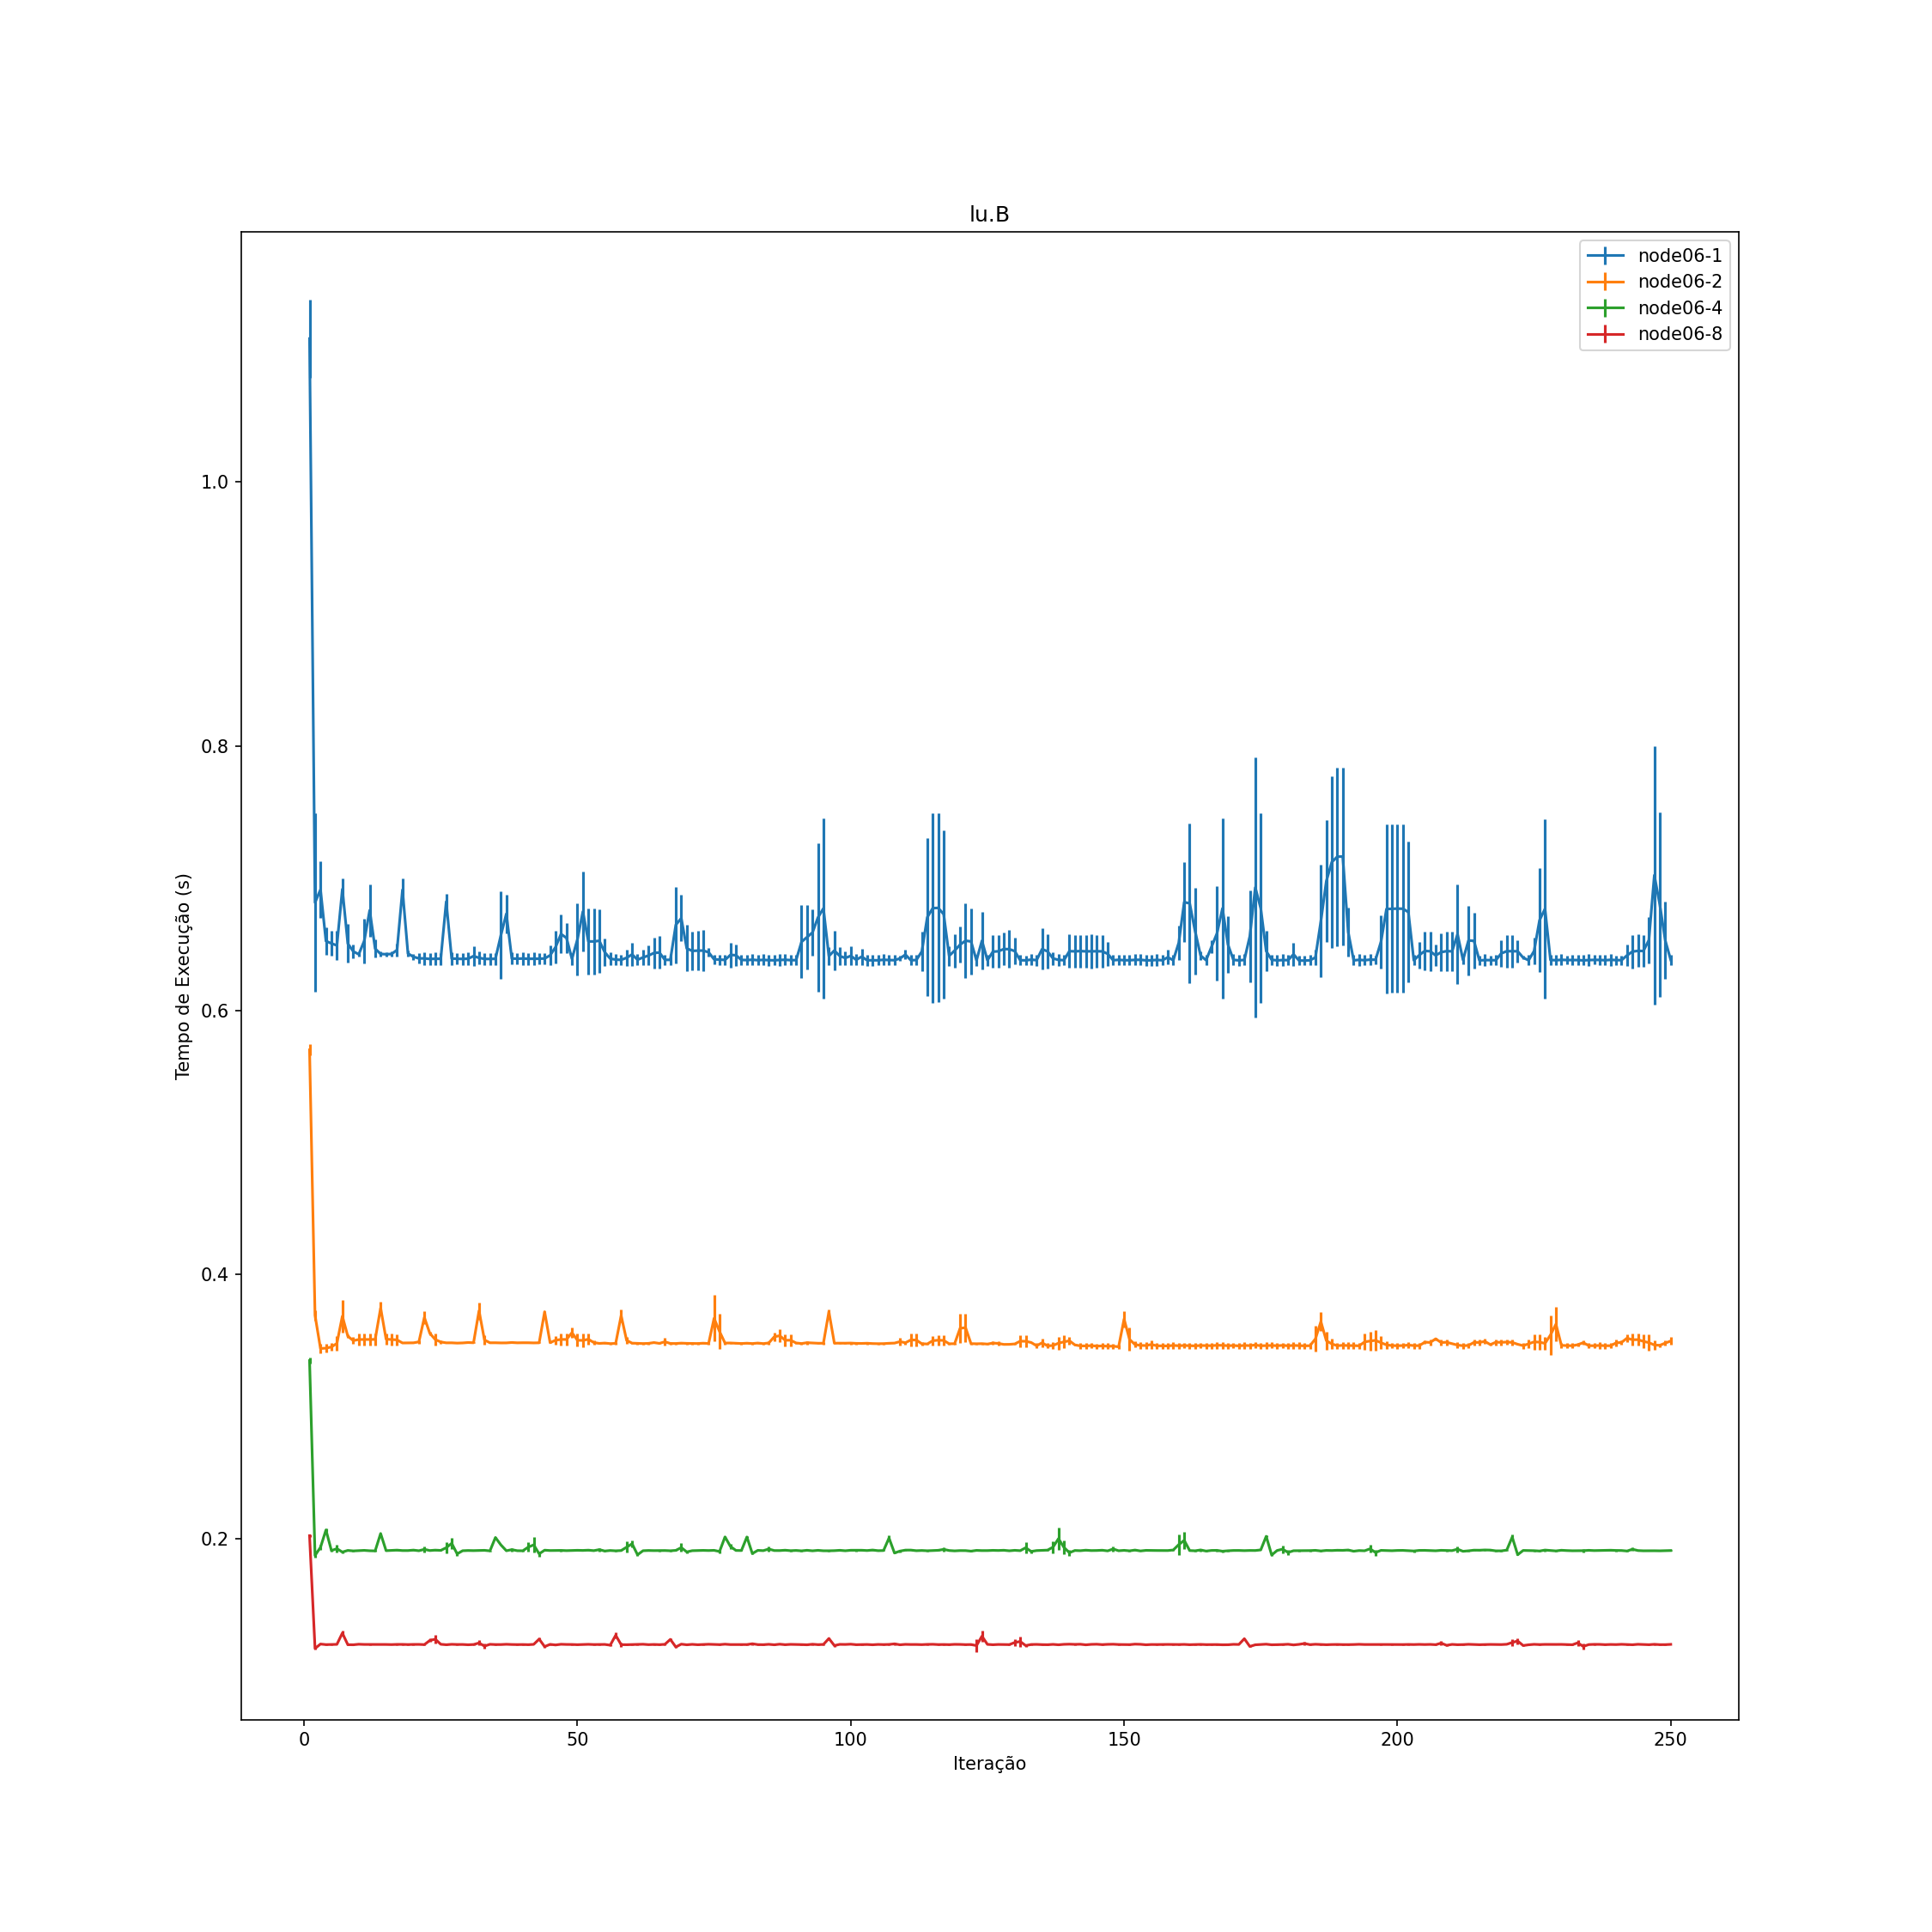 lu.B
node06-1
node06-2
node06-4
node06-8
1.0
0.8
0.6
0.4
0.2
Tempo de Execução (s)
0 50 100 150 200 250
Iteração